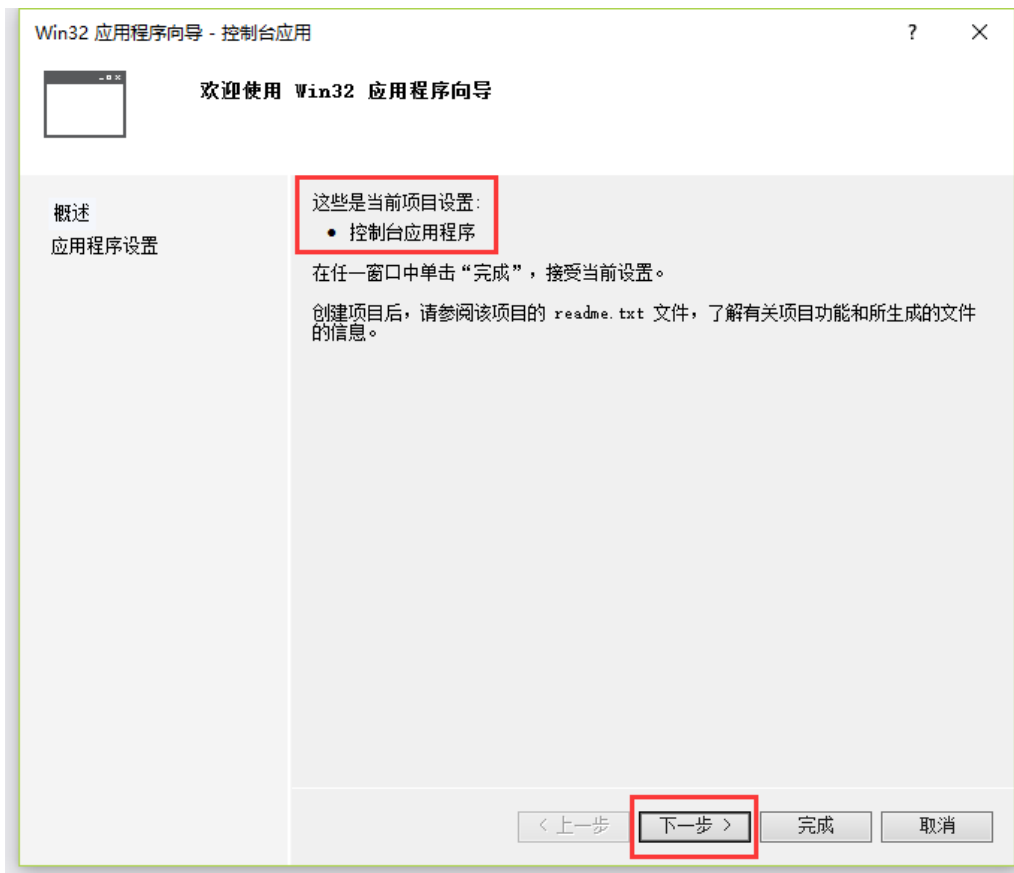 Win32 应用程序向导 - 控制台应用
欢迎使用 Win32 应用程序向导
概述
应用程序设置
这些是当前项目设置:
• 控制台应用程序
在任一窗口中单击“完成”，接受当前设置。
创建项目后，请参阅该项目的 readme.txt 文件，了解有关项目功能和所生成的文件
的信息。
< 上一步
下一步 >
完成
取消